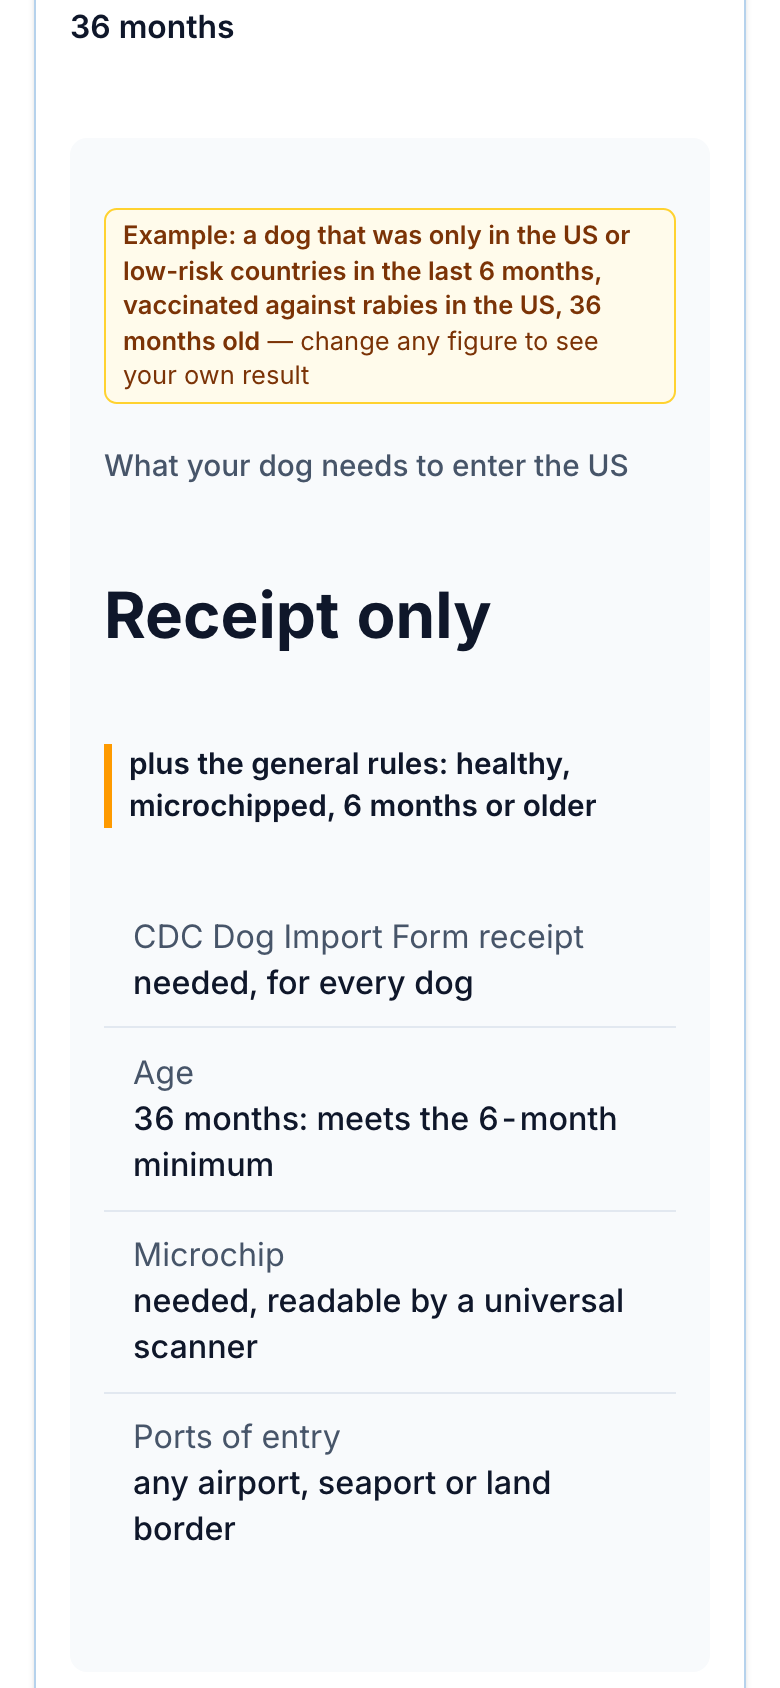 36 months
Example: a dog that was only in the US or
low-risk countries in the last 6 months,
vaccinated against rabies in the US, 36
months old — change any figure to see
your own result
What your dog needs to enter the US
Receipt only
plus the general rules: healthy,
microchipped, 6 months or older
CDC Dog Import Form receipt
needed, for every dog
Age
36 months: meets the 6-month
minimum
Microchip
needed, readable by a universal
scanner
Ports of entry
any airport, seaport or land
border